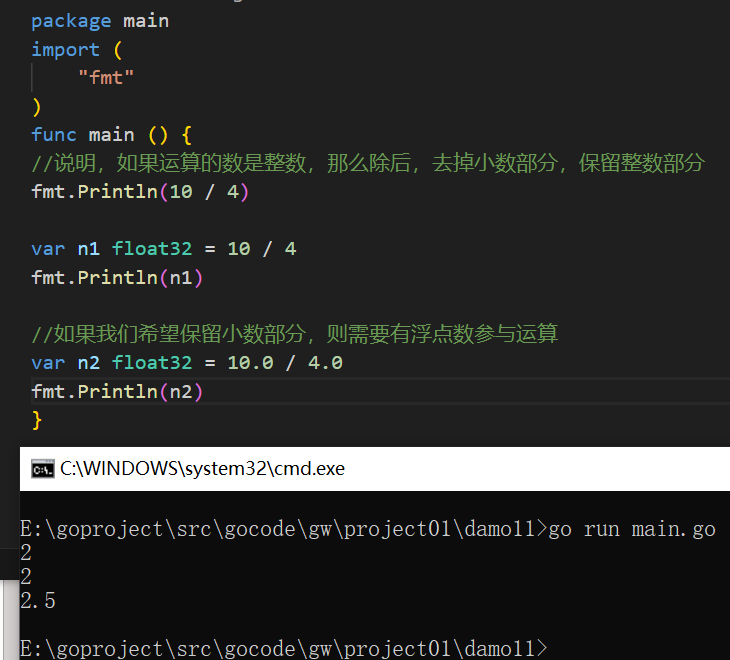 package main
import (
"fmt"
)
func main () {
//说明，如果运算的数是整数，那么除后，去掉小数部分，保留整数部分
fmt.Println(10 / 4)
var n1 float32 = 10 / 4
fmt.Println(n1)
//如果我们希望保留小数部分，则需要有浮点数参与运算
var n2 float32 = 10.0 / 4.0
fmt.Println(n2)
}
C:\WINDOWS\system32\cmd.exe
E:\goproject\src\gocode\gw\project01\damo11>go run main.go
2
2
2.5
E:\goproject\src\gocode\gw\project01\damo11>